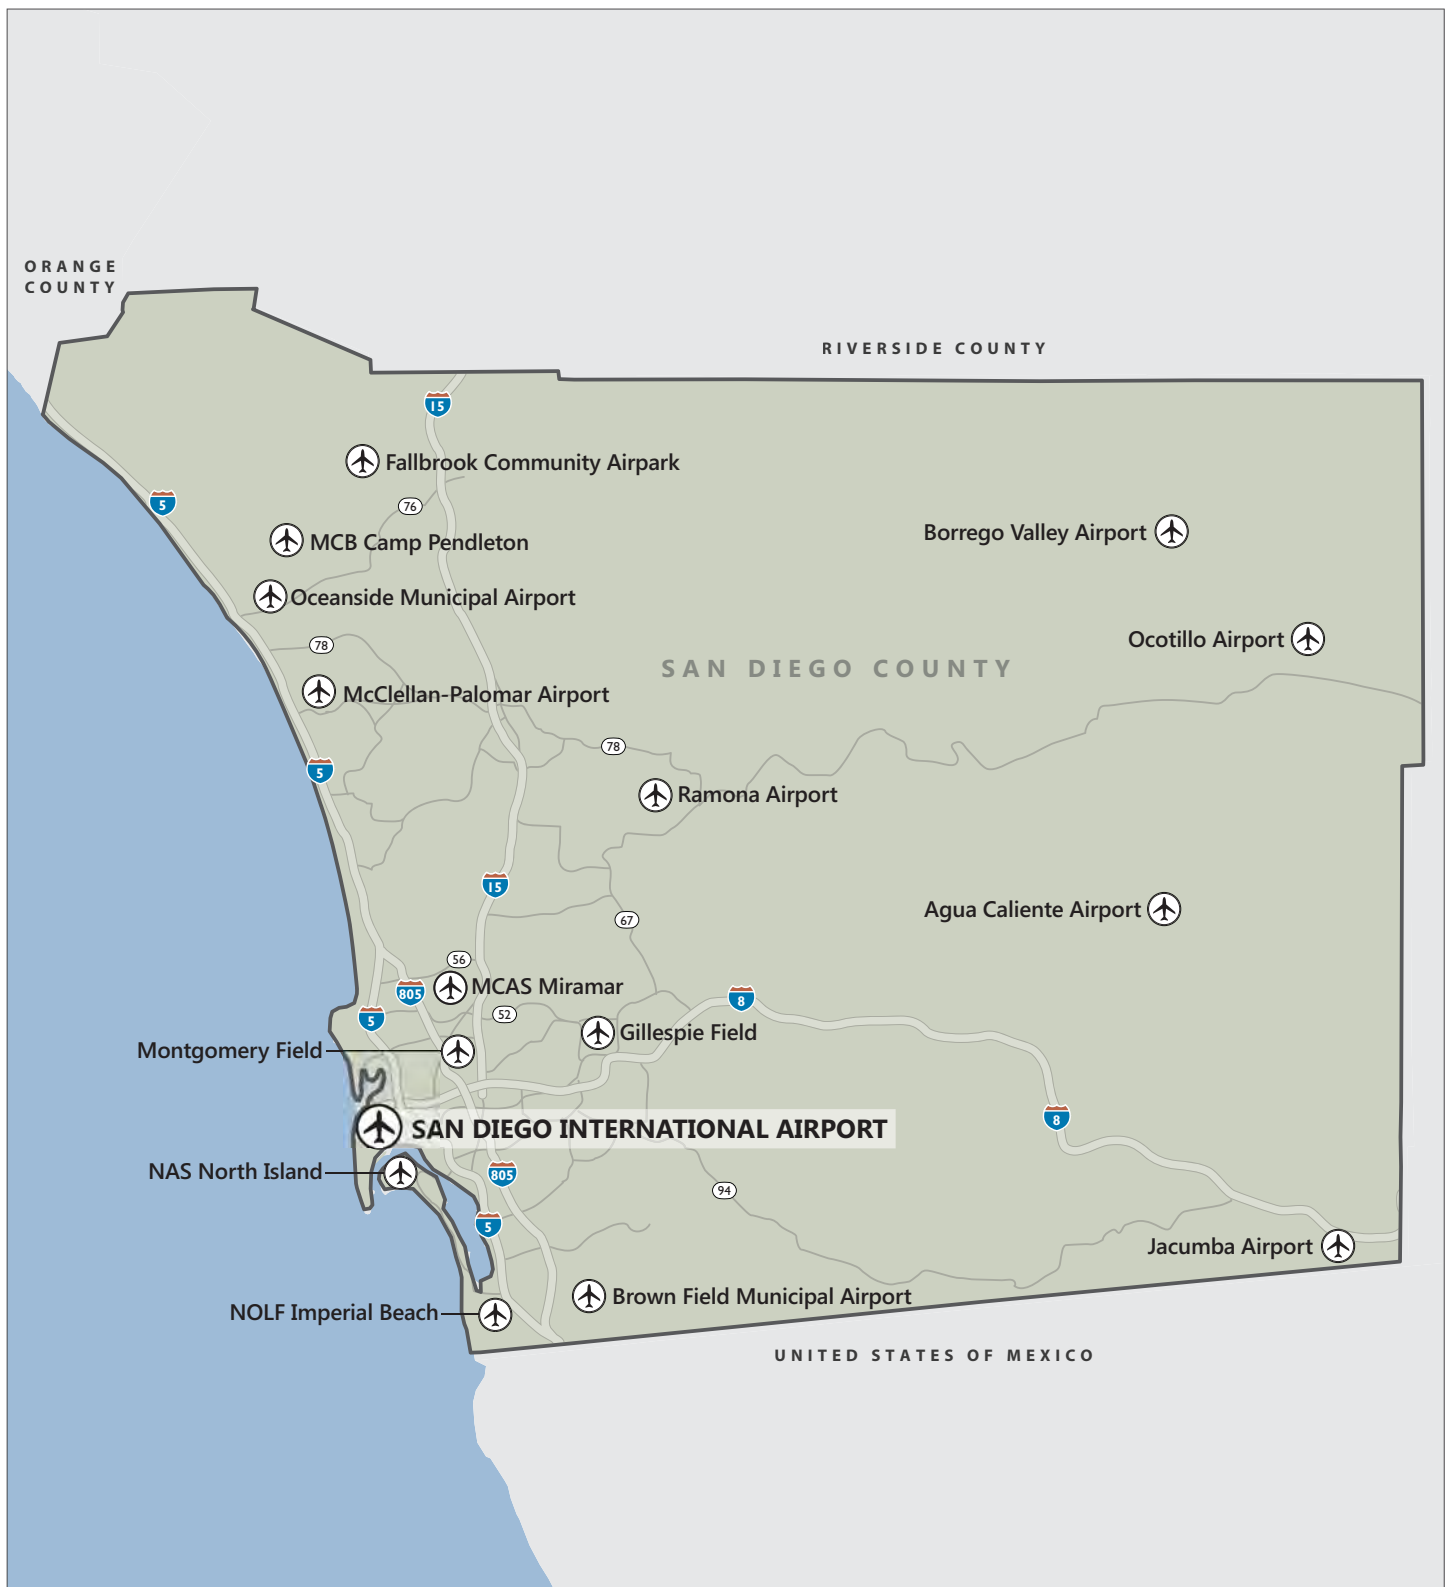 ORANGE
COUNTY
RIVERSIDE COUNTY
15
Fallbrook Community Airpark
5
76
Borrego Valley Airport
MCB Camp Pendleton
Oceanside Municipal Airport
Ocotillo Airport
78
SAN DIEGO COUNTY
McClellan-Palomar Airport
78
5
Ramona Airport
15
Agua Caliente Airport
67
56
MCAS Miramar
805
8
52
5
Gillespie Field
Montgomery Field
8
SAN DIEGO INTERNATIONAL AIRPORT
NAS North Island
805
94
5
Jacumba Airport
Brown Field Municipal Airport
NOLF Imperial Beach
UNITED STATES OF MEXICO